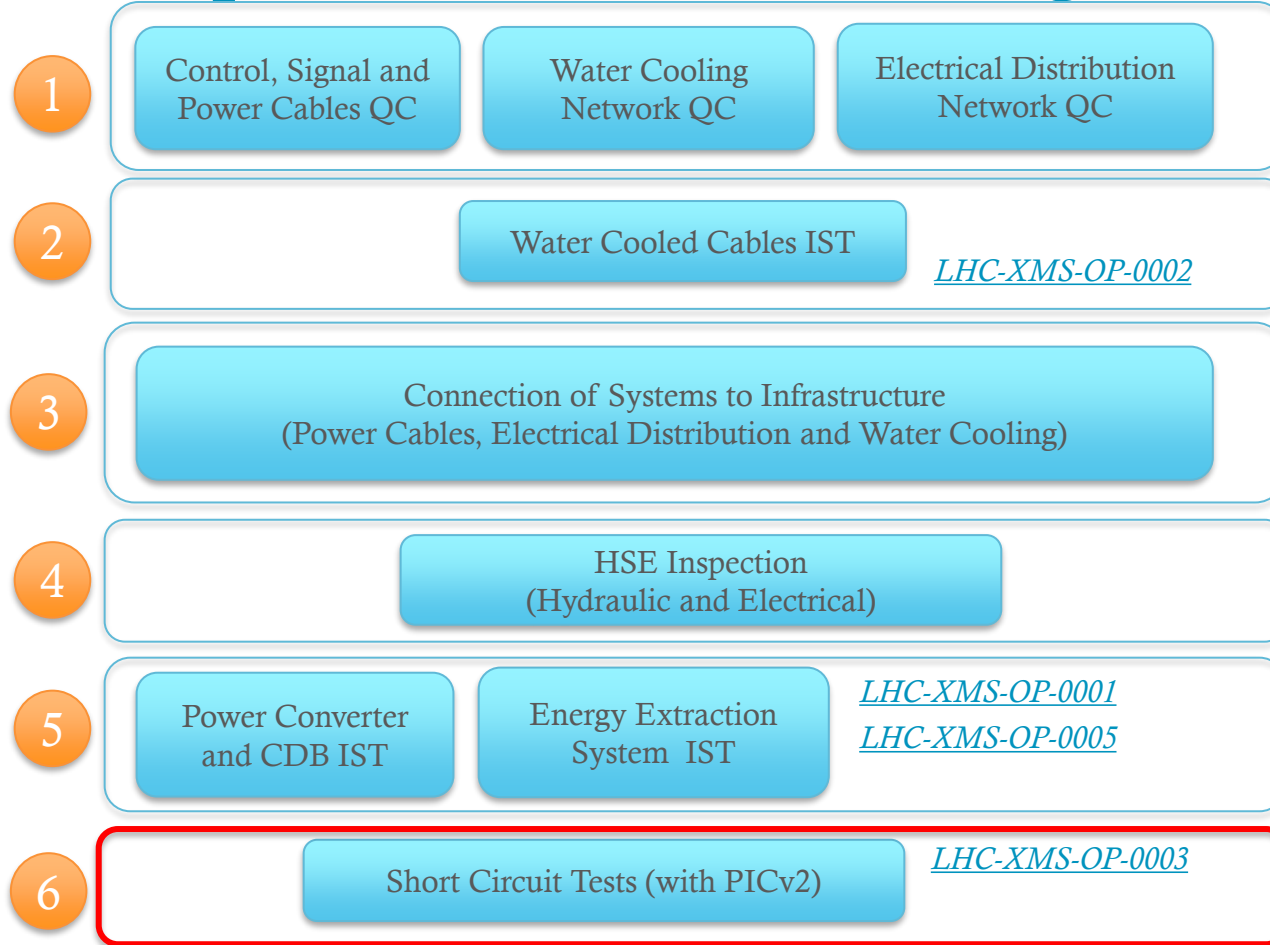 1
Control, Signal and
Power Cables QC
Water Cooling
Network QC
Electrical Distribution
Network QC
2
Water Cooled Cables IST
LHC-XMS-OP-0002
3
Connection of Systems to Infrastructure
(Power Cables, Electrical Distribution and Water Cooling)
4
HSE Inspection
(Hydraulic and Electrical)
5
Power Converter
and CDB IST
Energy Extraction
System IST
LHC-XMS-OP-0001
LHC-XMS-OP-0005
6
Short Circuit Tests (with PICv2)
LHC-XMS-OP-0003